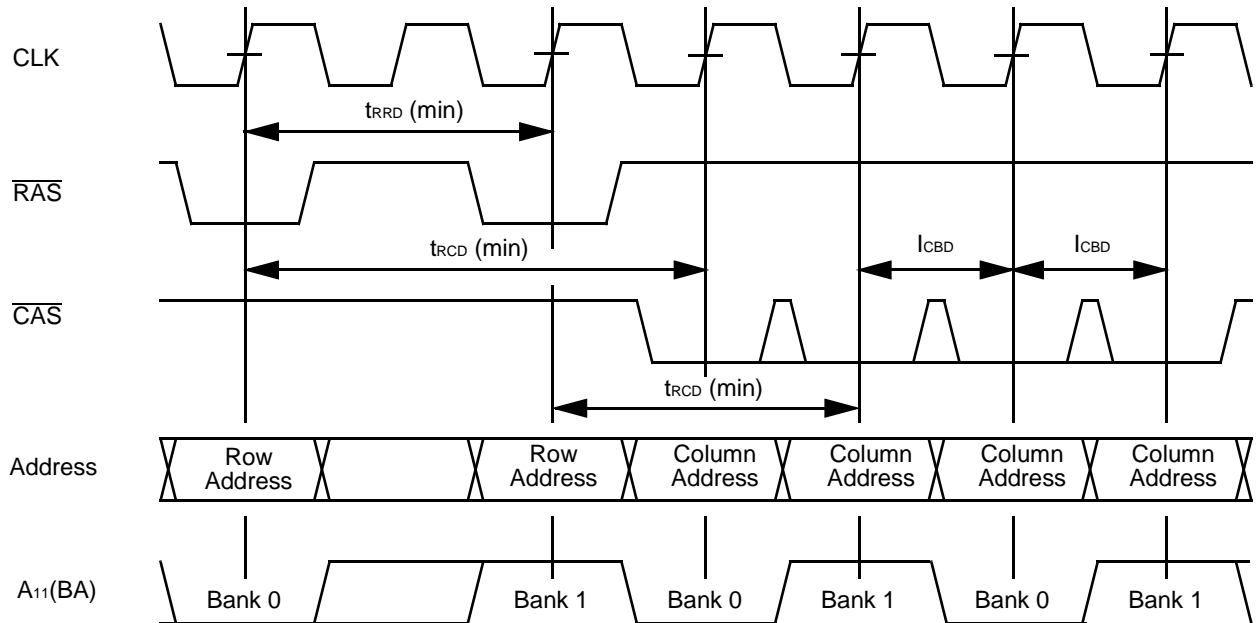 CLK
tRRD (min)
RAS
tRCD (min)
ICBD
ICBD
CAS
tRCD (min)
Address
Row
Address
Row
Address
Column
Address
Column
Address
Column
Address
Column
Address
A11(BA)
Bank 0
Bank 1
Bank 0
Bank 1
Bank 0
Bank 1